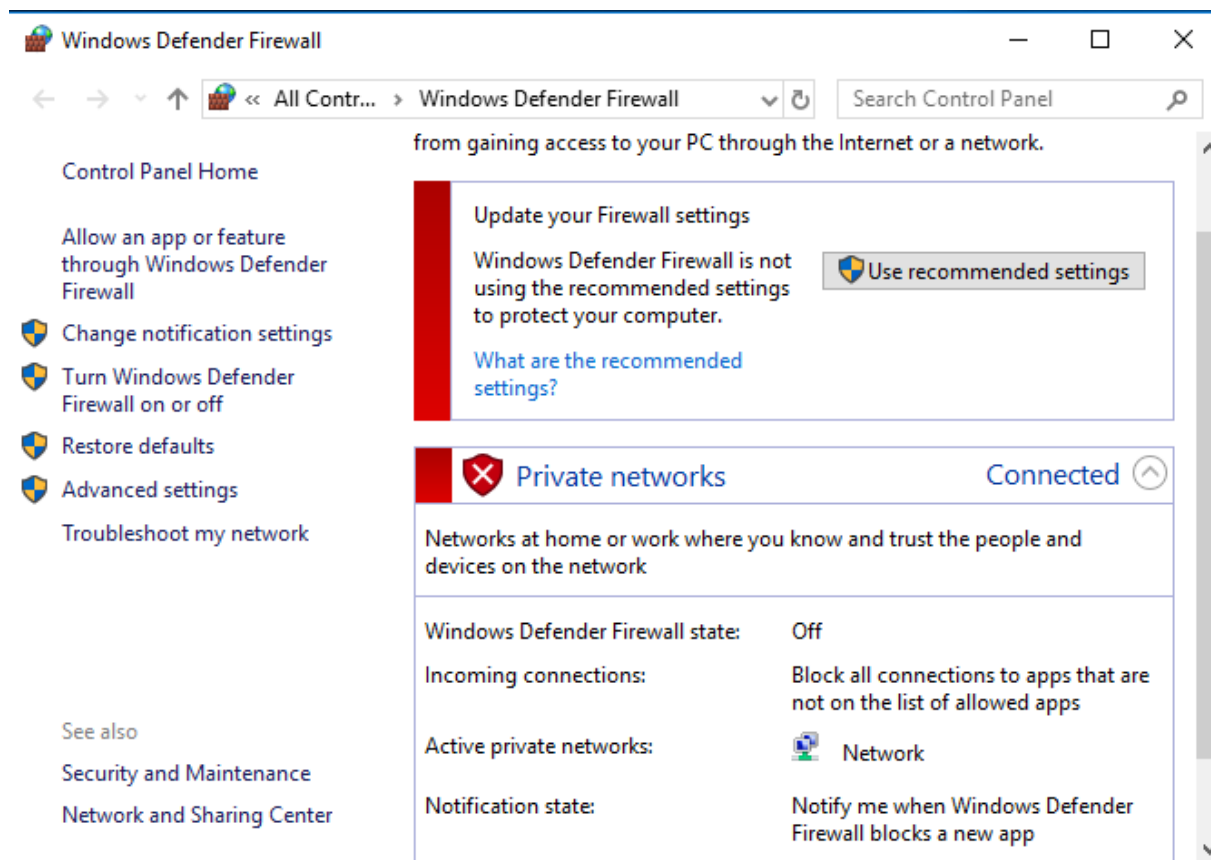 Windows Defender Firewall
« All Contr... > Windows Defender Firewall
Search Control Panel
Control Panel Home
Allow an app or feature
through Windows Defender
Firewall
Change notification settings
Turn Windows Defender
Firewall on or off
Restore defaults
Advanced settings
Troubleshoot my network
See also
Security and Maintenance
Network and Sharing Center
from gaining access to your PC through the Internet or a network.
Update your Firewall settings
Windows Defender Firewall is not
using the recommended settings
to protect your computer.
What are the recommended
settings?
Use recommended settings
Private networks
Connected
Networks at home or work where you know and trust the people and
devices on the network
Windows Defender Firewall state: Off
Incoming connections: Block all connections to apps that are
not on the list of allowed apps
Active private networks: Network
Notification state: Notify me when Windows Defender
Firewall blocks a new app